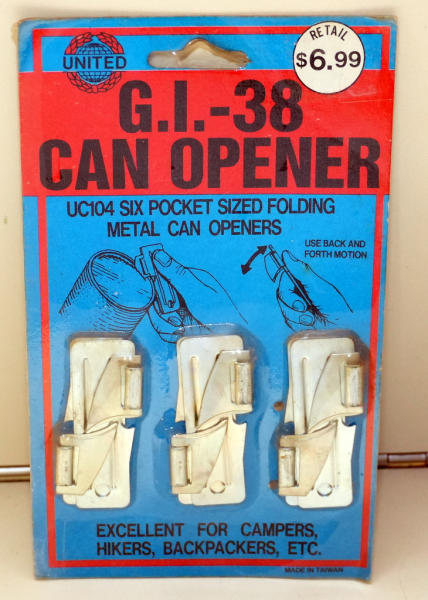 UNITED
RETAIL
$6.99
G.I.-38
CAN OPENER
UC104 SIX POCKET SIZED FOLDING
METAL CAN OPENERS
USE BACK AND
FORTH MOTION
EXCELLENT FOR CAMPERS,
HIKERS, BACKPACKERS, ETC.
MADE IN TAIWAN